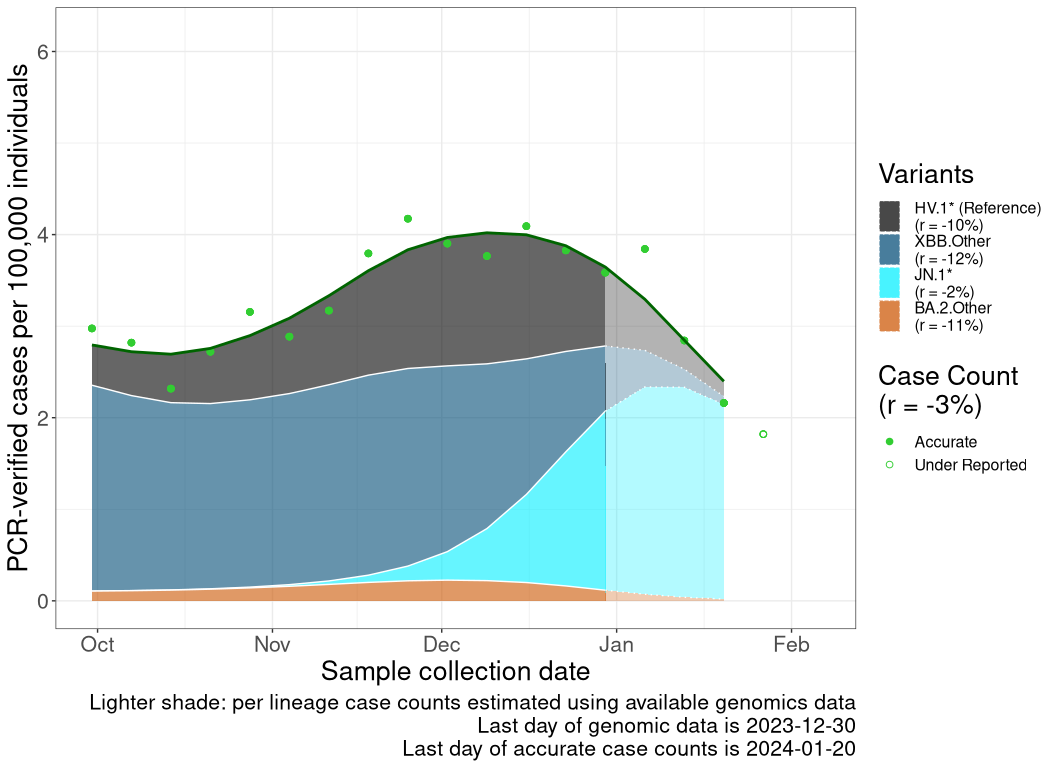 PCR-verified cases per 100,000 individuals
6
4
2
0
Oct
Nov
Dec
Jan
Feb
Sample collection date
Lighter shade: per lineage case counts estimated using available genomics data
Last day of genomic data is 2023-12-30
Last day of accurate case counts is 2024-01-20
Variants
HV.1* (Reference)
(r = -10%)
XBB.Other
(r = -12%)
JN.1*
(r = -2%)
BA.2.Other
(r = -11%)
Case Count
(r = -3%)
Accurate
Under Reported